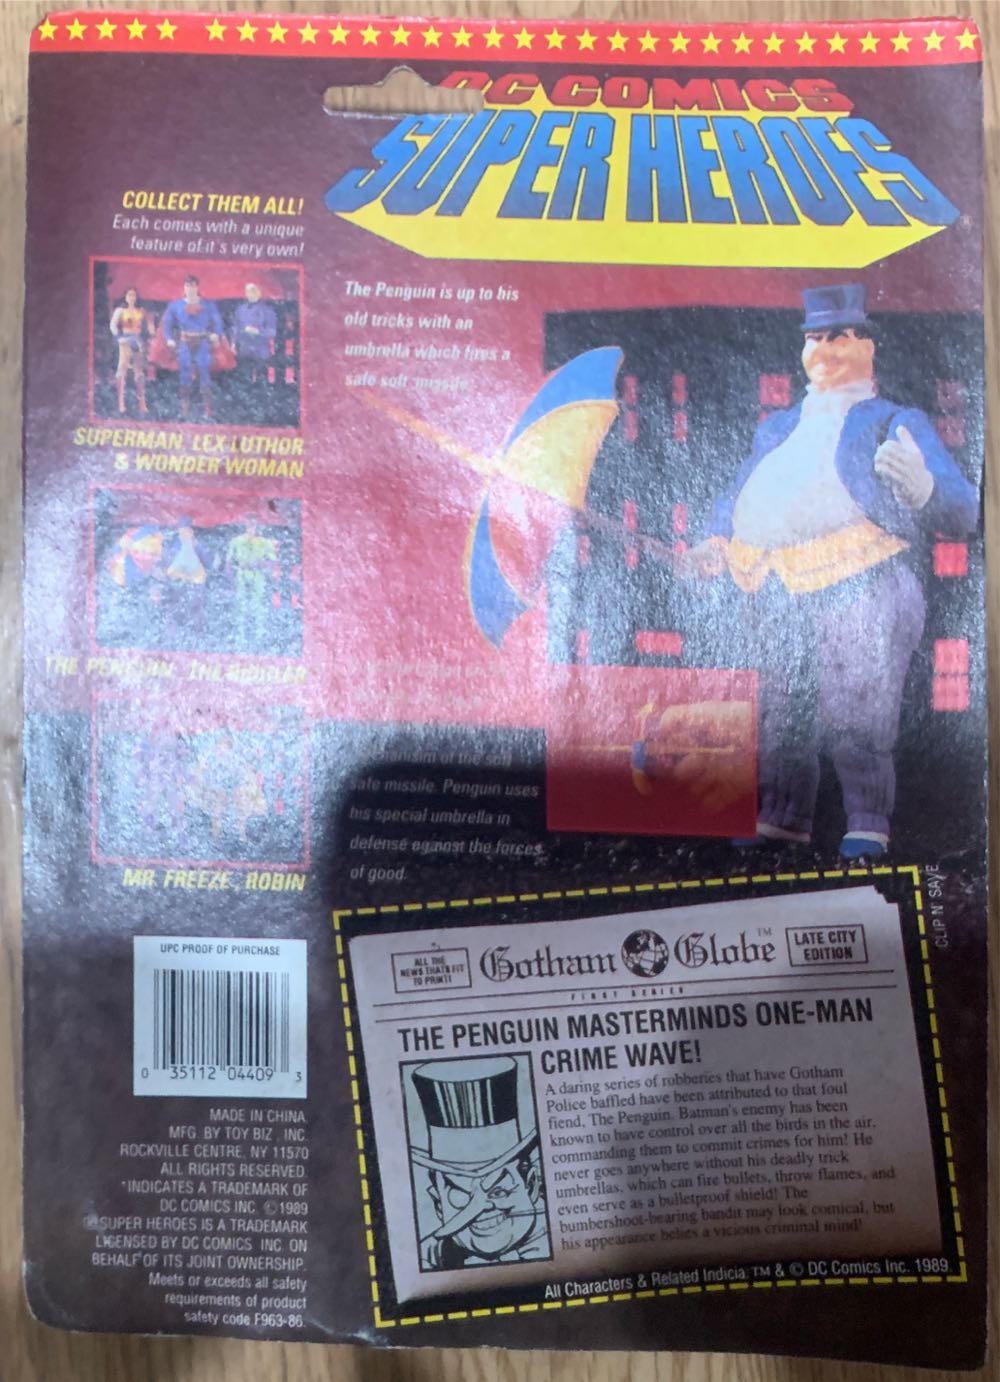 DC COMICS
SUPER HEROES
®
COLLECT THEM ALL!
Each comes with a unique
feature of it's very own!
SUPERMAN, LEX LUTHOR
& WONDER WOMAN
THE PENGUIN, THE RIDDLER
MR. FREEZE, ROBIN
The Penguin is up to his
old tricks with an
umbrella which fires a
safe soft missile.
of the soft
safe missile. Penguin uses
his special umbrella in
defense against the forces
of good.
UPC PROOF OF PURCHASE
0 35112 04409 3
MADE IN CHINA
MFG. BY TOY BIZ, INC.
ROCKVILLE CENTRE, NY 11570
ALL RIGHTS RESERVED.
*INDICATES A TRADEMARK OF
DC COMICS INC. ©1989
SUPER HEROES IS A TRADEMARK
LICENSED BY DC COMICS INC. ON
BEHALF OF ITS JOINT OWNERSHIP.
Meets or exceeds all safety
requirements of product
safety code F963-86.
CLIP N' SAVE
ALL THE
NEWS THATS FIT
TO PRINT!
Gotham Globe™
LATE CITY
EDITION
FIRST SERIES
THE PENGUIN MASTERMINDS ONE-MAN
CRIME WAVE!
A daring series of robberies that have Gotham
Police baffled have been attributed to that foul
fiend, The Penguin. Batman's enemy has been
known to have control over all the birds in the air,
commanding them to commit crimes for him! He
never goes anywhere without his deadly trick
umbrellas, which can fire bullets, throw flames, and
even serve as a bulletproof shield! The
bumbershoot-bearing bandit may look comical, but
his appearance belies a vicious criminal mind!
All Characters & Related Indicia: TM & © DC Comics Inc. 1989.